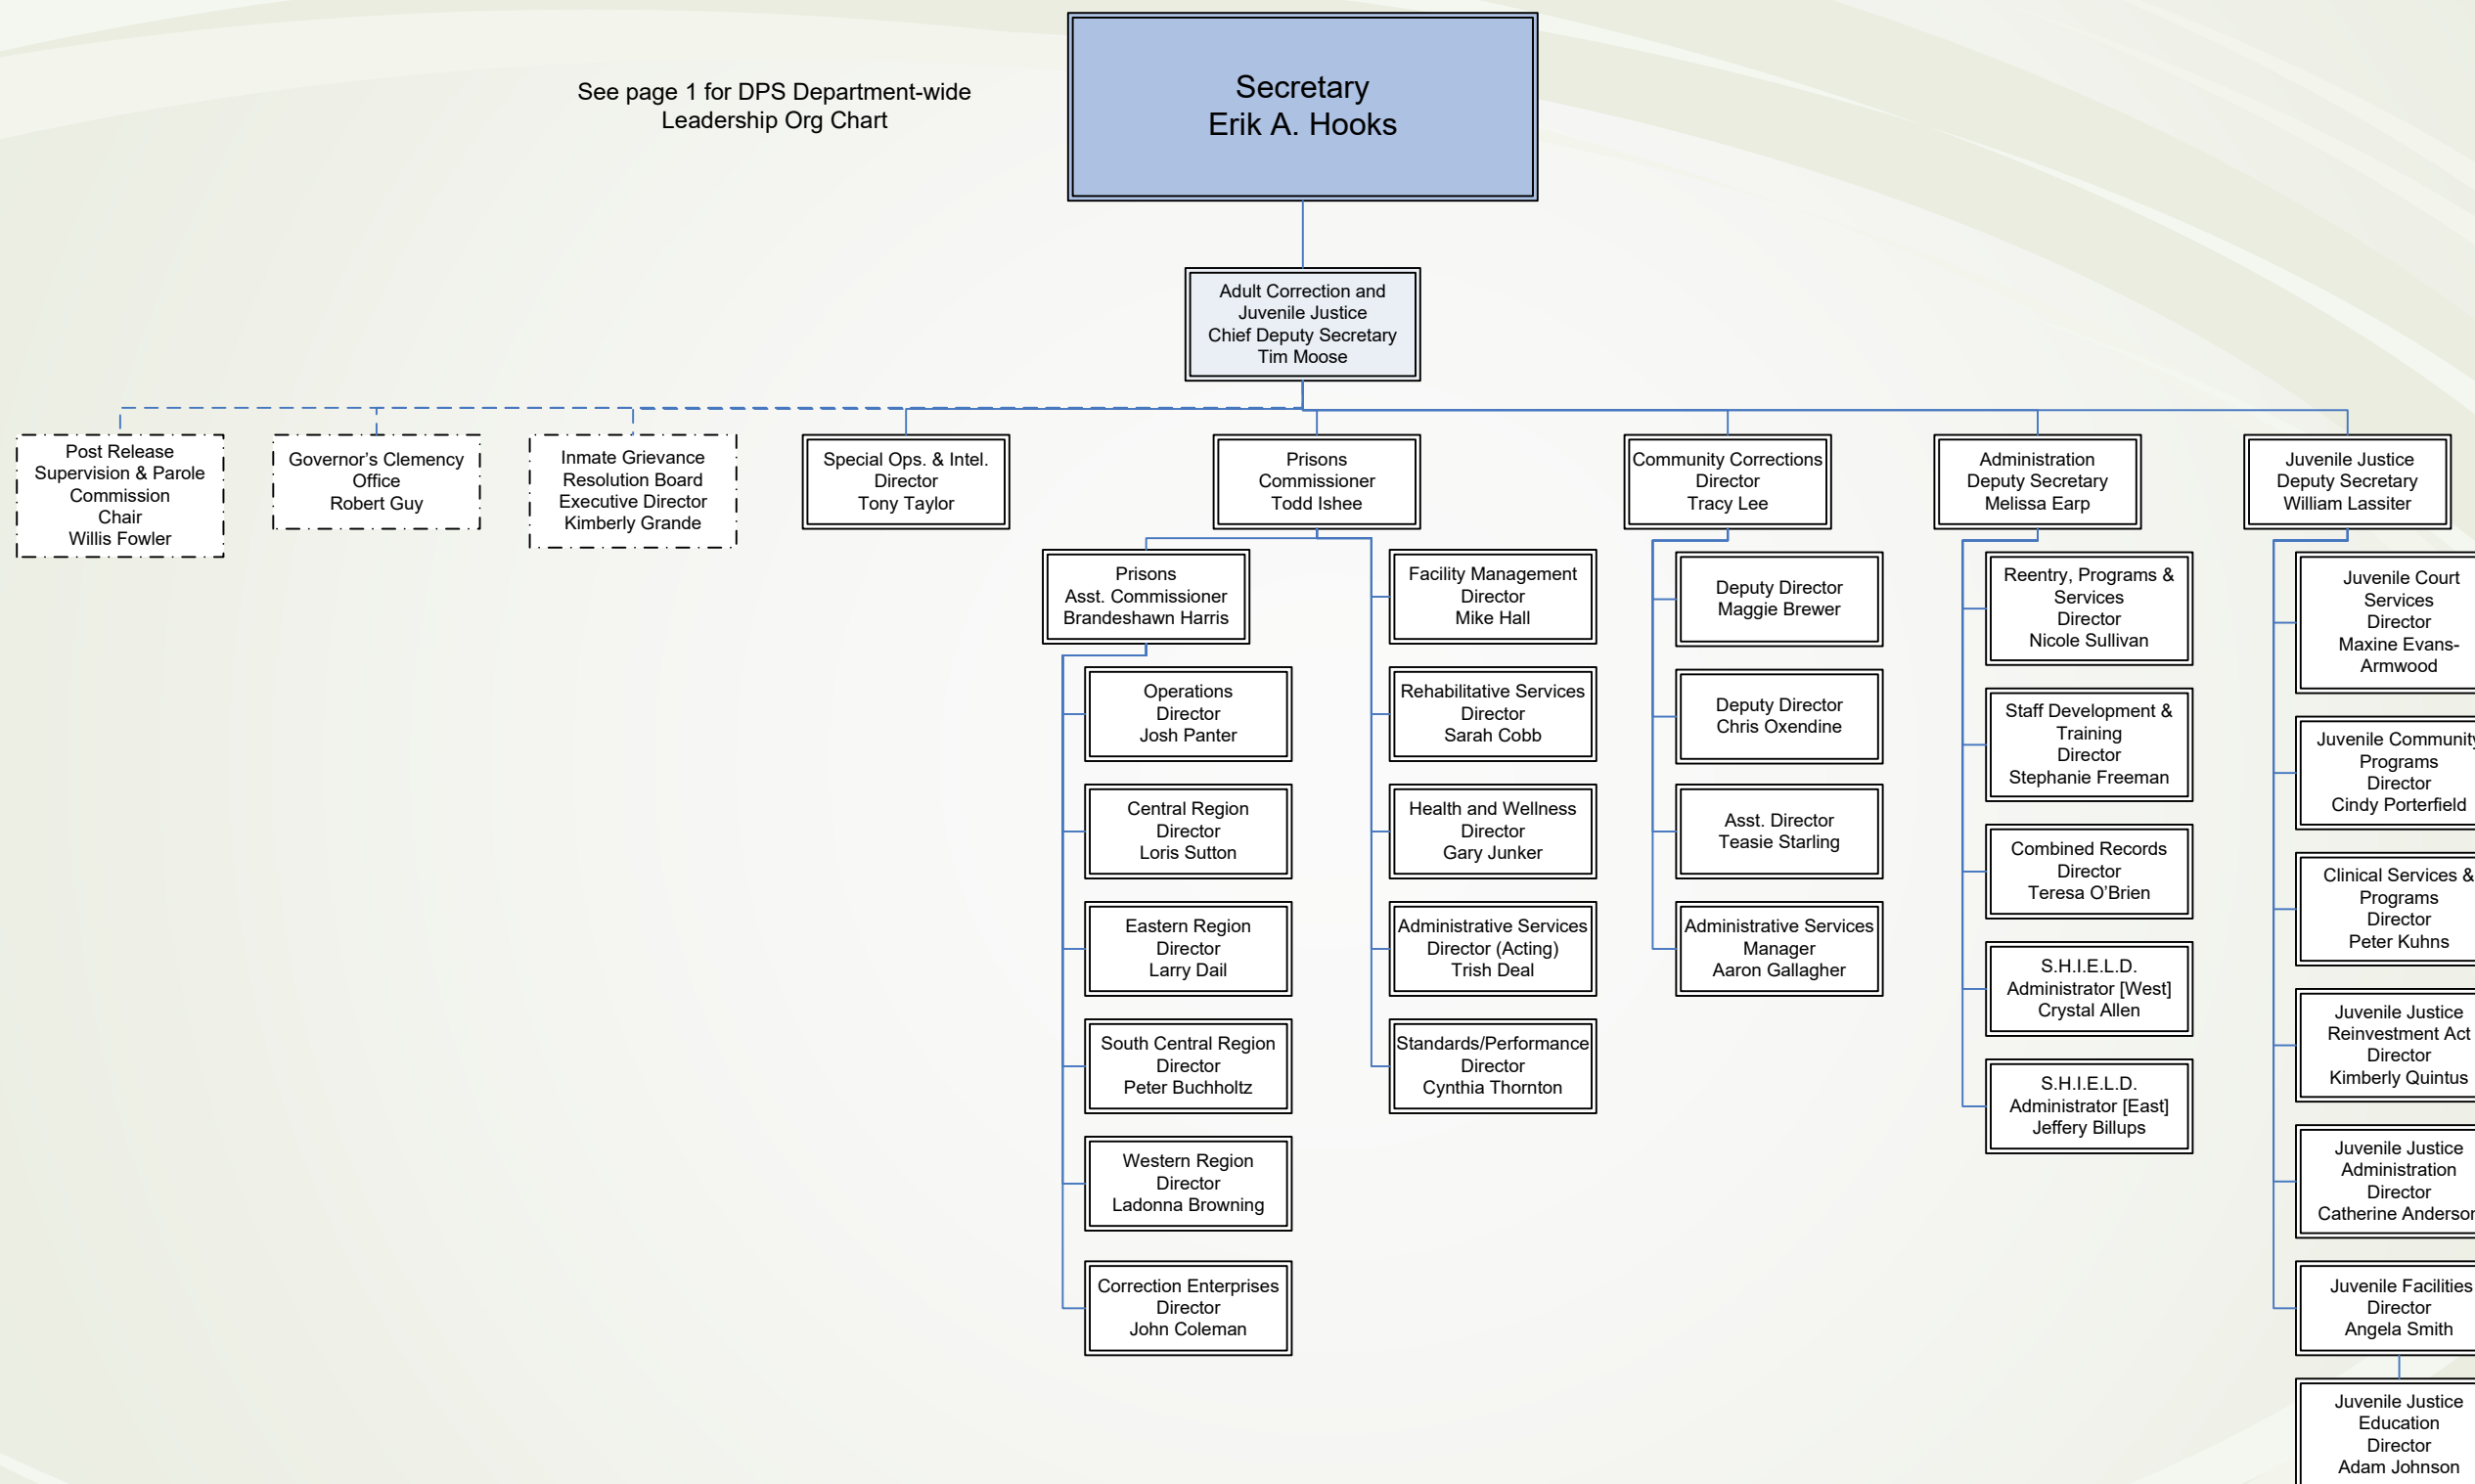 See page 1 for DPS Department-wide
Leadership Org Chart
Secretary
Erik A. Hooks
Adult Correction and
Juvenile Justice
Chief Deputy Secretary
Tim Moose
Post Release
Supervision & Parole
Commission
Chair
Willis Fowler
Governor’s Clemency
Office
Robert Guy
Inmate Grievance
Resolution Board
Executive Director
Kimberly Grande
Special Ops. & Intel.
Director
Tony Taylor
Prisons
Commissioner
Todd Ishee
Community Corrections
Director
Tracy Lee
Administration
Deputy Secretary
Melissa Earp
Juvenile Justice
Deputy Secretary
William Lassiter
Prisons
Asst. Commissioner
Brandeshawn Harris
Operations
Director
Josh Panter
Central Region
Director
Loris Sutton
Eastern Region
Director
Larry Dail
South Central Region
Director
Peter Buchholtz
Western Region
Director
Ladonna Browning
Correction Enterprises
Director
John Coleman
Facility Management
Director
Mike Hall
Rehabilitative Services
Director
Sarah Cobb
Health and Wellness
Director
Gary Junker
Administrative Services
Director (Acting)
Trish Deal
Standards/Performance
Director
Cynthia Thornton
Deputy Director
Maggie Brewer
Deputy Director
Chris Oxendine
Asst. Director
Teasie Starling
Administrative Services
Manager
Aaron Gallagher
Reentry, Programs &
Services
Director
Nicole Sullivan
Staff Development &
Training
Director
Stephanie Freeman
Combined Records
Director
Teresa O’Brien
S.H.I.E.L.D.
Administrator [West]
Crystal Allen
S.H.I.E.L.D.
Administrator [East]
Jeffery Billups
Juvenile Court
Services
Director
Maxine Evans-
Armwood
Juvenile Community
Programs
Director
Cindy Porterfield
Clinical Services &
Programs
Director
Peter Kuhns
Juvenile Justice
Reinvestment Act
Director
Kimberly Quintus
Juvenile Justice
Administration
Director
Catherine Anderson
Juvenile Facilities
Director
Angela Smith
Juvenile Justice
Education
Director
Adam Johnson